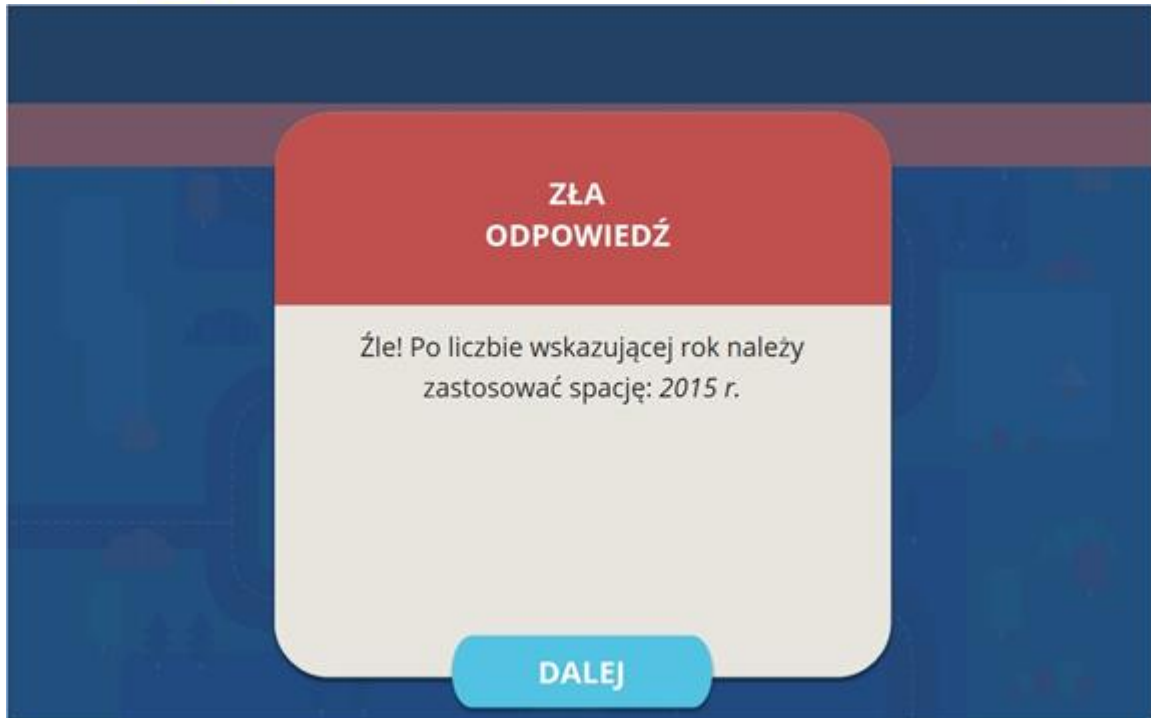 ZŁA
ODPOWIEDŹ
Źle! Po liczbie wskazującej rok należy
zastosować spację: 2015 r.
DALEJ